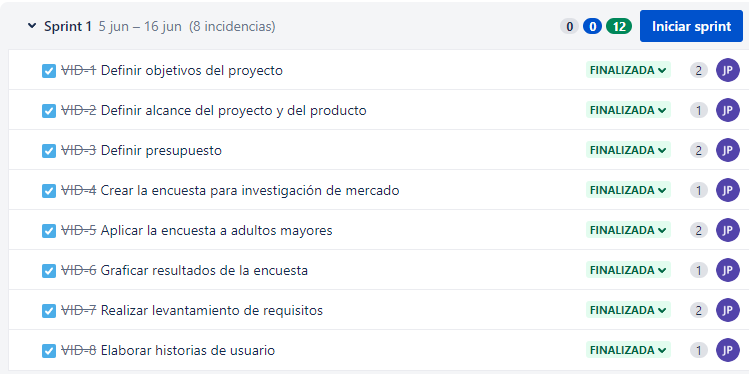 Sprint 1 5 jun – 16 jun (8 incidencias) 0 0 12 Iniciar sprint
VID-1 Definir objetivos del proyecto FINALIZADA 2 JP
VID-2 Definir alcance del proyecto y del producto FINALIZADA 1 JP
VID-3 Definir presupuesto FINALIZADA 2 JP
VID-4 Crear la encuesta para investigación de mercado FINALIZADA 1 JP
VID-5 Aplicar la encuesta a adultos mayores FINALIZADA 2 JP
VID-6 Graficar resultados de la encuesta FINALIZADA 1 JP
VID-7 Realizar levantamiento de requisitos FINALIZADA 2 JP
VID-8 Elaborar historias de usuario FINALIZADA 1 JP